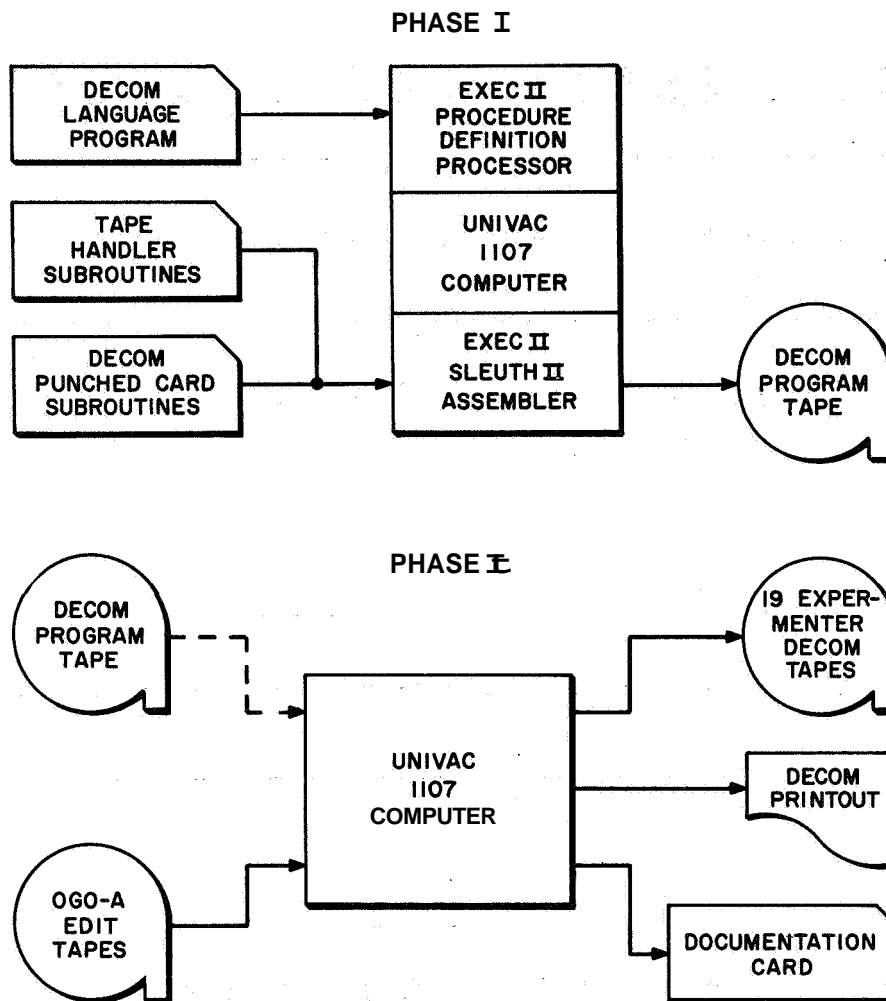 PHASE I
DECOM
LANGUAGE
PROGRAM
EXEC II
PROCEDURE
DEFINITION
PROCESSOR
TAPE
HANDLER
SUBROUTINES
UNIVAC
1107
COMPUTER
DECOM
PUNCHED CARD
SUBROUTINES
EXEC II
SLEUTH II
ASSEMBLER
DECOM
PROGRAM
TAPE
PHASE II
DECOM
PROGRAM
TAPE
19 EXPER-
MENTER
DECOM
TAPES
UNIVAC
1107
COMPUTER
DECOM
PRINTOUT
OGO-A
EDIT
TAPES
DOCUMENTATION
CARD